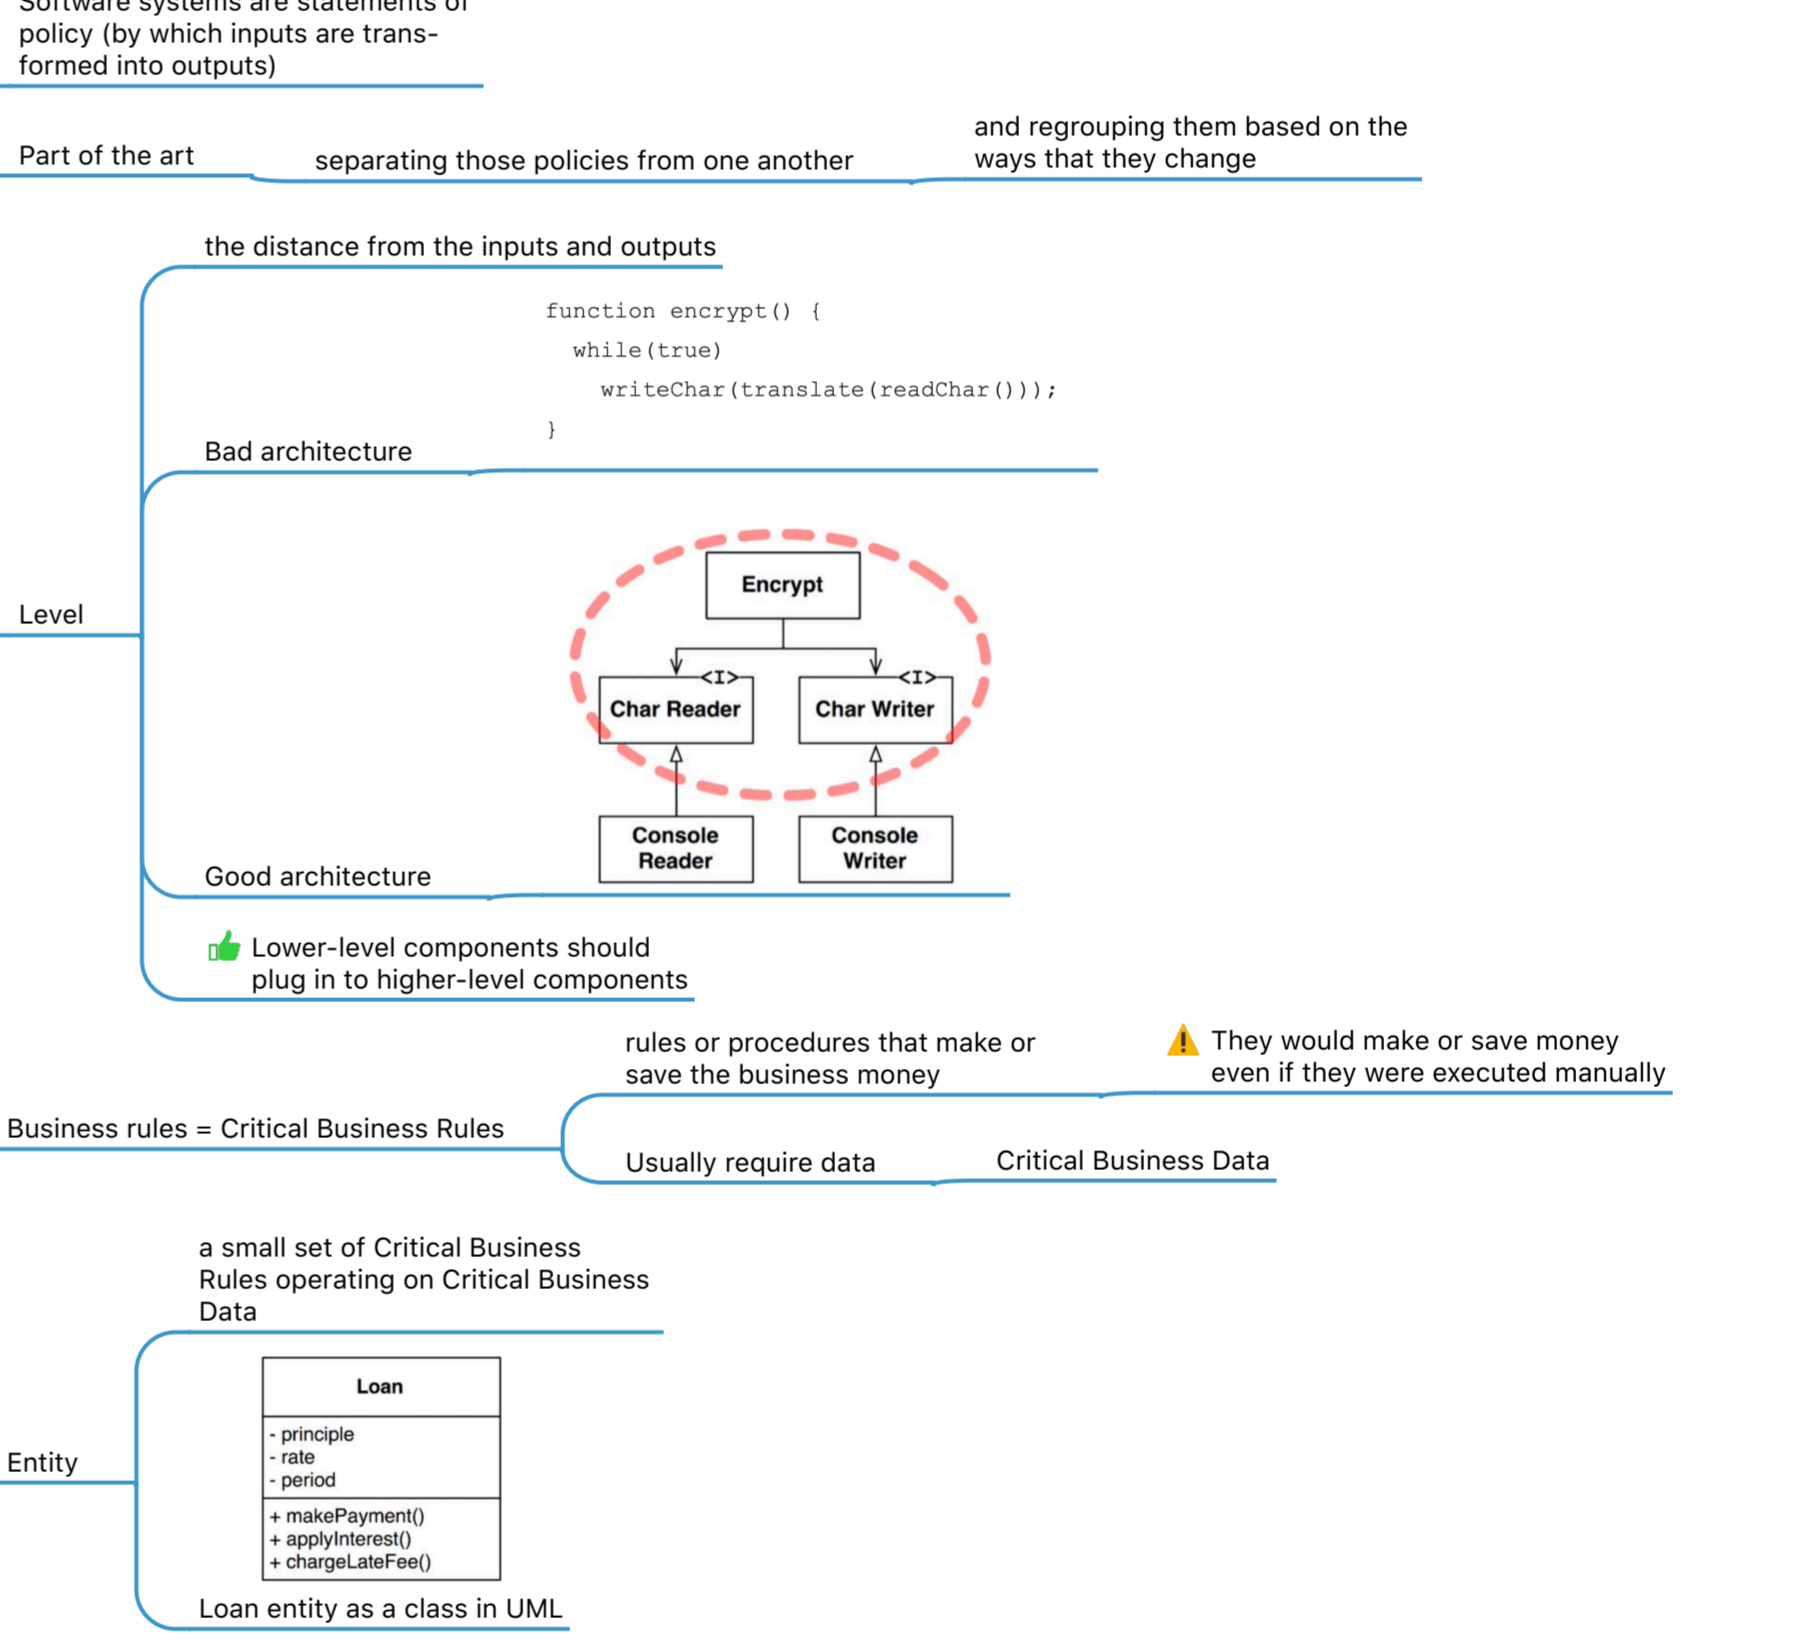 Software systems are statements of
policy (by which inputs are trans-
formed into outputs)
Part of the art
separating those policies from one another
and regrouping them based on the
ways that they change
Level
the distance from the inputs and outputs
Bad architecture
function encrypt() {
while(true)
writeChar(translate(readChar()));
}
Good architecture
Encrypt
<I>
Char Reader
<I>
Char Writer
Console
Reader
Console
Writer
Lower-level components should
plug in to higher-level components
Business rules = Critical Business Rules
rules or procedures that make or
save the business money
They would make or save money
even if they were executed manually
Usually require data
Critical Business Data
Entity
a small set of Critical Business
Rules operating on Critical Business
Data
Loan
- principle
- rate
- period
+ makePayment()
+ applyInterest()
+ chargeLateFee()
Loan entity as a class in UML